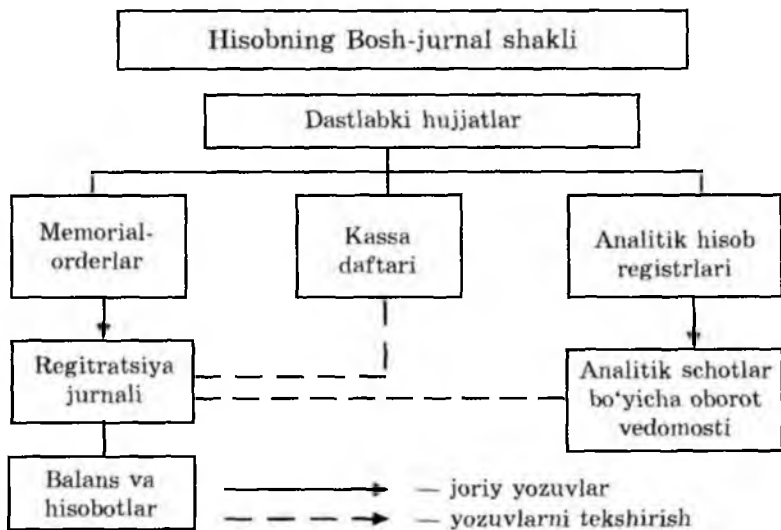 Hisobning Bosh-jurnal shakli
Dastlabki hujjatlar
Memorial-
orderlar
Kassa
daftari
Analitik hisob
registrlari
Regitratsiya
jurnali
Analitik schotlar
bo‘yicha oborot
vedomosti
Balans va
hisobotlar
— joriy yozuvlar
— yozuvlarni tekshirish